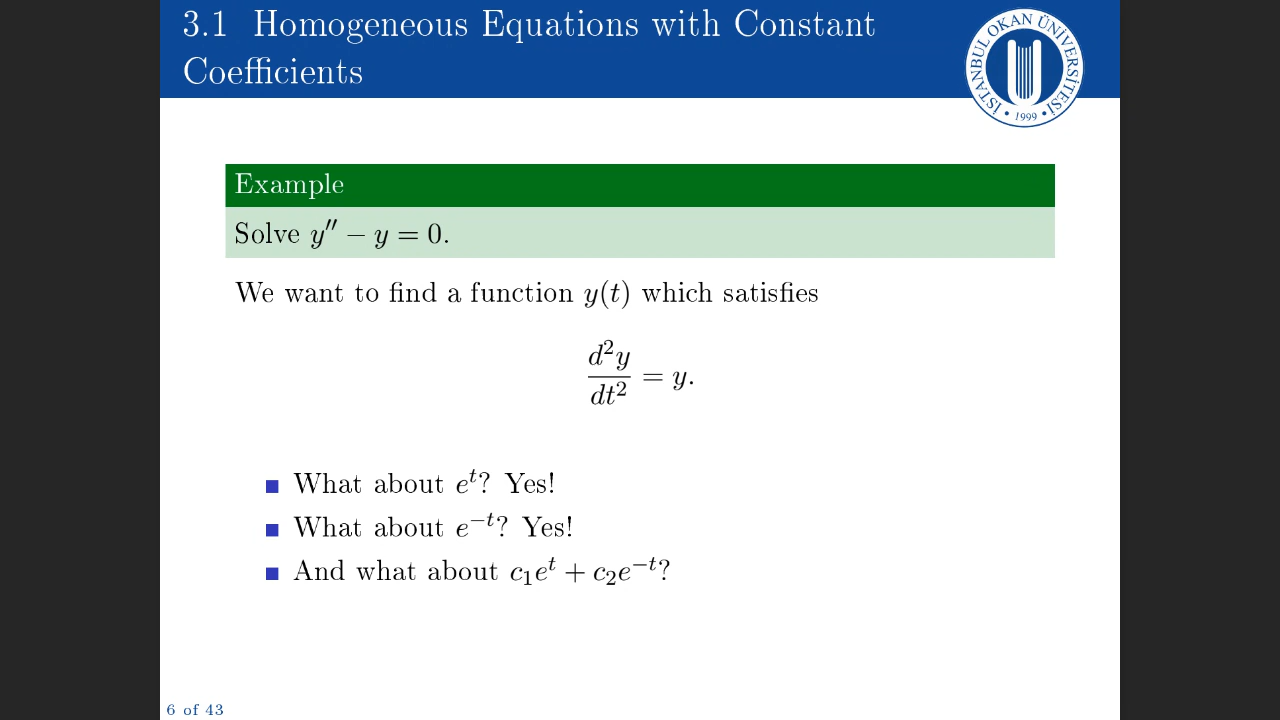 3.1 Homogeneous Equations with Constant
Coefficients
İSTANBUL OKAN ÜNİVERSİTESİ
• 1999 •
Example
Solve y″ − y = 0.
We want to find a function y(t) which satisfies
d²y/dt² = y.
What about eᵗ? Yes!
What about e⁻ᵗ? Yes!
And what about c₁eᵗ + c₂e⁻ᵗ?
6 of 43